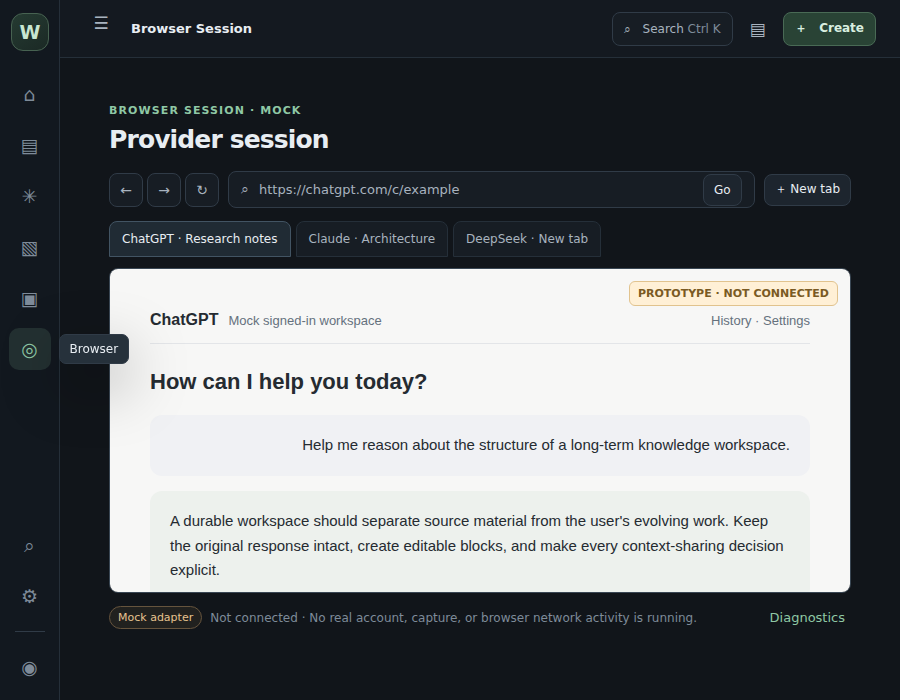 W
Browser Session
Search Ctrl K
+ Create
BROWSER SESSION · MOCK
Provider session
← → ↻
https://chatgpt.com/c/example
Go
+ New tab
ChatGPT · Research notes
Claude · Architecture
DeepSeek · New tab
PROTOTYPE · NOT CONNECTED
ChatGPT Mock signed-in workspace
History · Settings
Browser
How can I help you today?
Help me reason about the structure of a long-term knowledge workspace.
A durable workspace should separate source material from the user's evolving work. Keep
the original response intact, create editable blocks, and make every context-sharing decision
explicit.
Mock adapter
Not connected · No real account, capture, or browser network activity is running.
Diagnostics